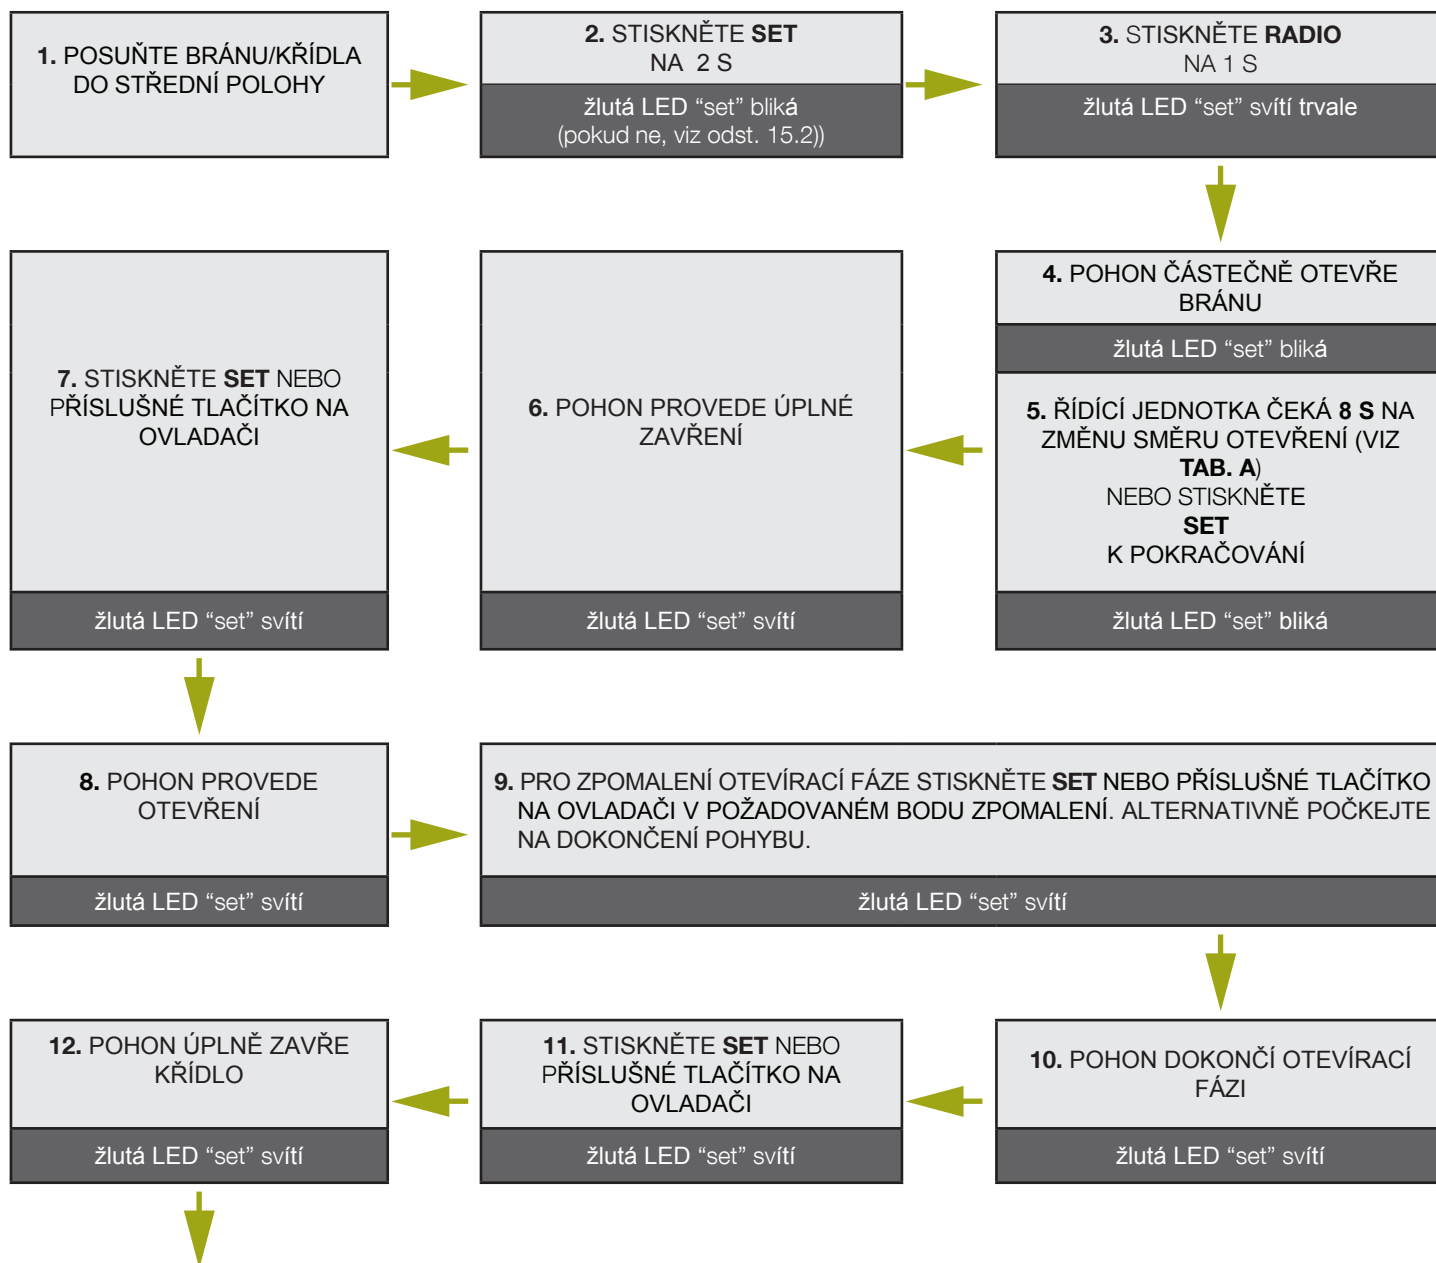 1. POSUŇTE BRÁNU/KŘÍDLA
DO STŘEDNÍ POLOHY
2. STISKNĚTE SET
NA 2 S
žlutá LED “set” bliká
(pokud ne, viz odst. 15.2))
3. STISKNĚTE RADIO
NA 1 S
žlutá LED “set” svítí trvale
4. POHON ČÁSTEČNĚ OTEVŘE
BRÁNU
žlutá LED “set” bliká
5. ŘÍDÍCÍ JEDNOTKA ČEKÁ 8 S NA
ZMĚNU SMĚRU OTEVŘENÍ (VIZ
TAB. A)
NEBO STISKNĚTE
SET
K POKRAČOVÁNÍ
žlutá LED “set” bliká
6. POHON PROVEDE ÚPLNÉ
ZAVŘENÍ
žlutá LED “set” svítí
7. STISKNĚTE SET NEBO
PŘÍSLUŠNÉ TLAČÍTKO NA
OVLADAČI
žlutá LED “set” svítí
8. POHON PROVEDE
OTEVŘENÍ
žlutá LED “set” svítí
9. PRO ZPOMALENÍ OTEVÍRACÍ FÁZE STISKNĚTE SET NEBO PŘÍSLUŠNÉ TLAČÍTKO
NA OVLADAČI V POŽADOVANÉM BODU ZPOMALENÍ. ALTERNATIVNĚ POČKEJTE
NA DOKONČENÍ POHYBU.
žlutá LED “set” svítí
10. POHON DOKONČÍ OTEVÍRACÍ
FÁZI
žlutá LED “set” svítí
11. STISKNĚTE SET NEBO
PŘÍSLUŠNÉ TLAČÍTKO NA
OVLADAČI
žlutá LED “set” svítí
12. POHON ÚPLNĚ ZAVŘE
KŘÍDLO
žlutá LED “set” svítí